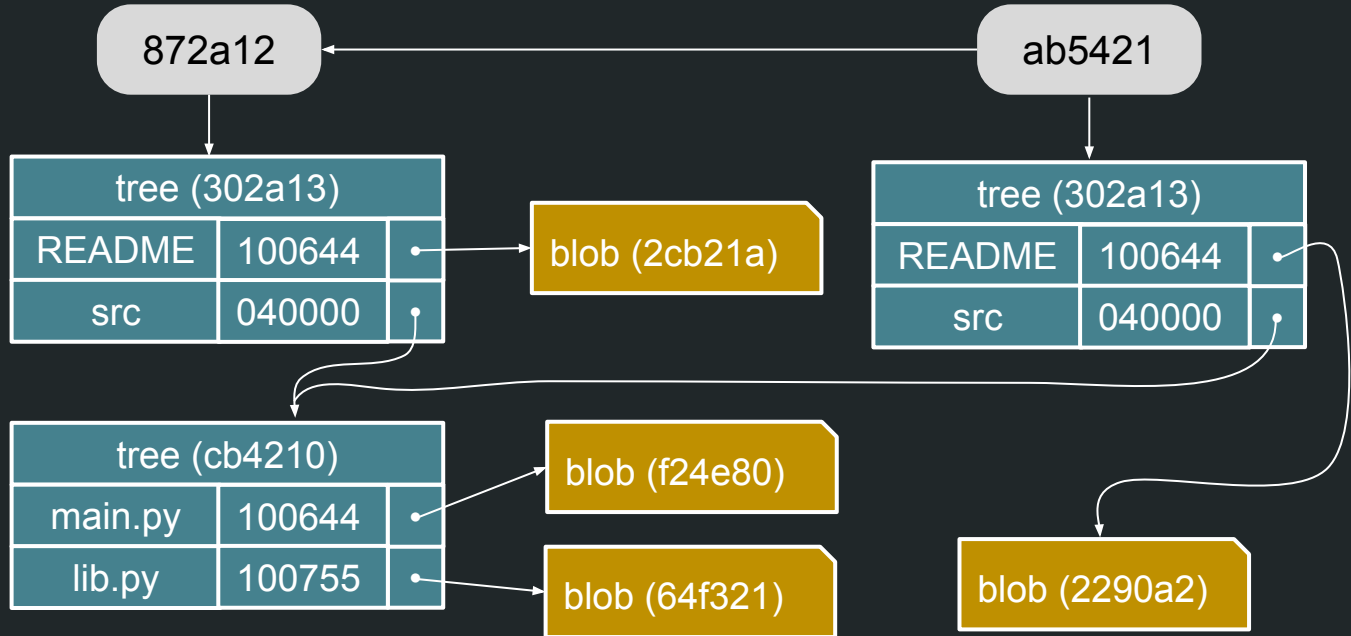 872a12
ab5421
tree (302a13)
README 100644
src 040000
blob (2cb21a)
tree (302a13)
README 100644
src 040000
tree (cb4210)
main.py 100644
lib.py 100755
blob (f24e80)
blob (64f321)
blob (2290a2)